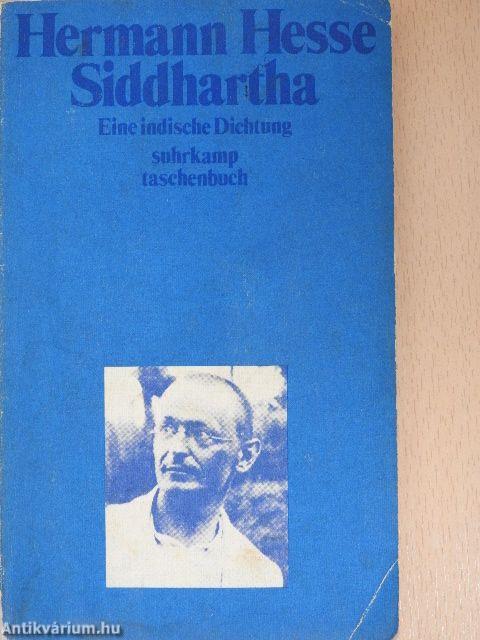 Hermann Hesse
Siddhartha
Eine indische Dichtung
suhrkamp
taschenbuch
Antikvárium.hu